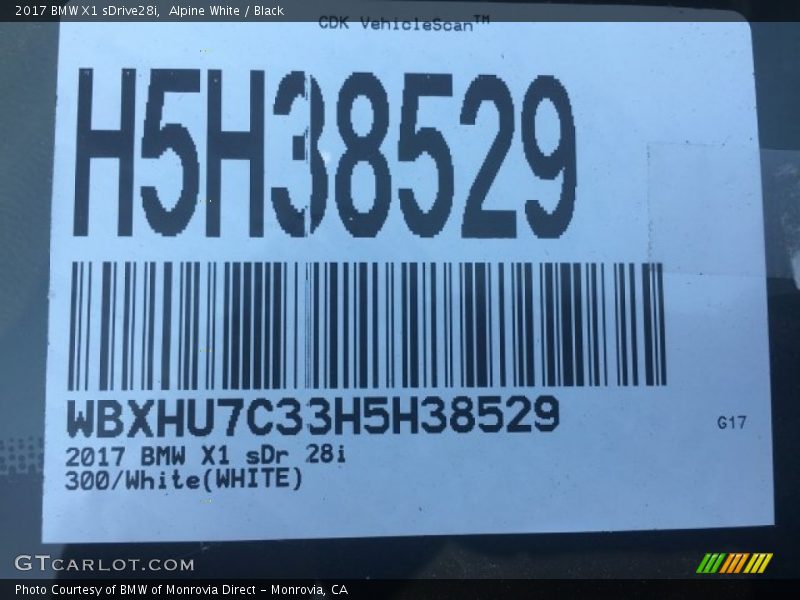 2017 BMW X1 sDrive28i,  Alpine White / Black
CDK VehicleScan™
H5H38529
WBXHU7C33H5H38529
G17
2017 BMW X1 sDr 28i
300/White(WHITE)
GTCARLOT.COM
Photo Courtesy of BMW of Monrovia Direct - Monrovia, CA